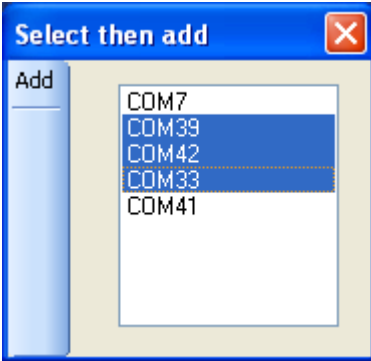 Select then add
Add
COM7
COM39
COM42
COM33
COM41